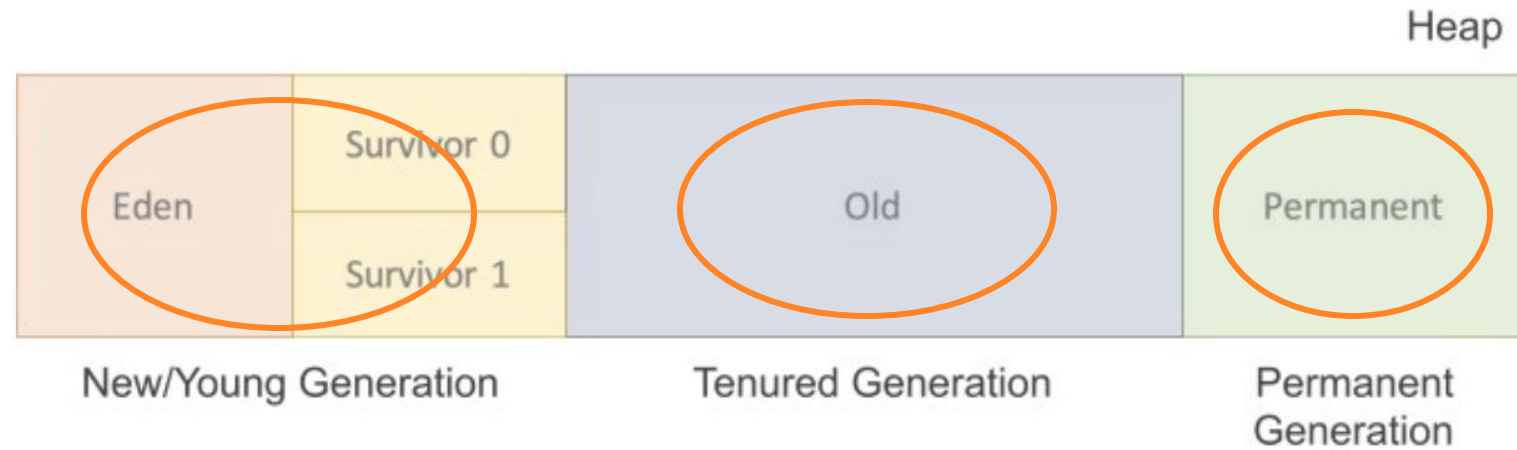 Heap
Survivor 0
Eden
Old
Permanent
Survivor 1
New/Young Generation
Tenured Generation
Permanent
Generation